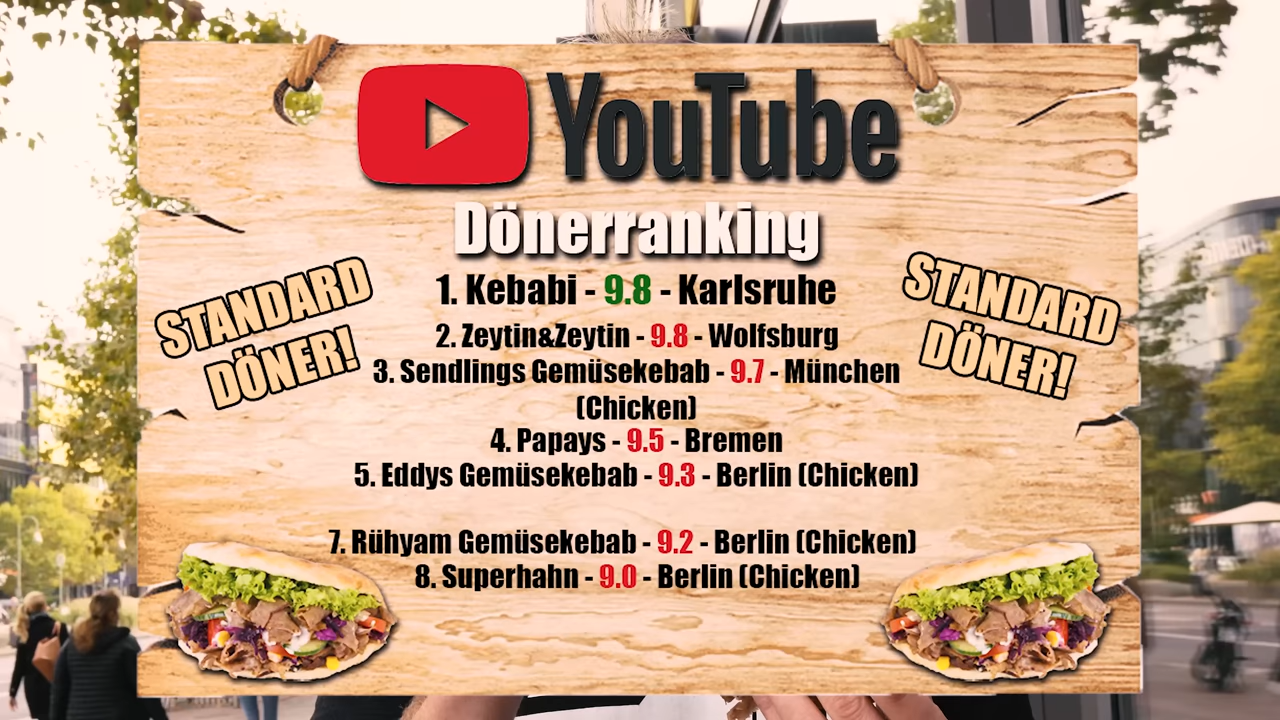 YouTube
Dönerranking
STANDARD
DÖNER!
STANDARD
DÖNER!
1. Kebabi - 9.8 - Karlsruhe
2. Zeytin&Zeytin - 9.8 - Wolfsburg
3. Sendlings Gemüsekebab - 9.7 - München
(Chicken)
4. Papays - 9.5 - Bremen
5. Eddys Gemüsekebab - 9.3 - Berlin (Chicken)
7. Rühyam Gemüsekebab - 9.2 - Berlin (Chicken)
8. Superhahn - 9.0 - Berlin (Chicken)